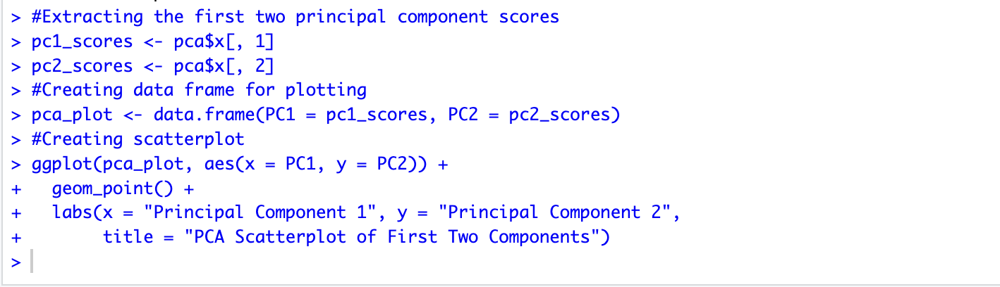 > #Extracting the first two principal component scores
> pc1_scores <- pca$x[, 1]
> pc2_scores <- pca$x[, 2]
> #Creating data frame for plotting
> pca_plot <- data.frame(PC1 = pc1_scores, PC2 = pc2_scores)
> #Creating scatterplot
> ggplot(pca_plot, aes(x = PC1, y = PC2)) +
+   geom_point() +
+   labs(x = "Principal Component 1", y = "Principal Component 2",
+        title = "PCA Scatterplot of First Two Components")
>